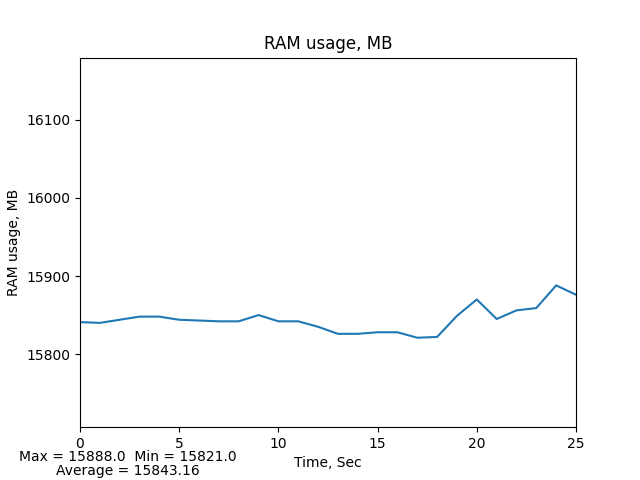 RAM usage, MB
RAM usage, MB
16100
16000
15900
15800
0 5 10 15 20 25
Time, Sec
Max = 15888.0 Min = 15821.0
Average = 15843.16